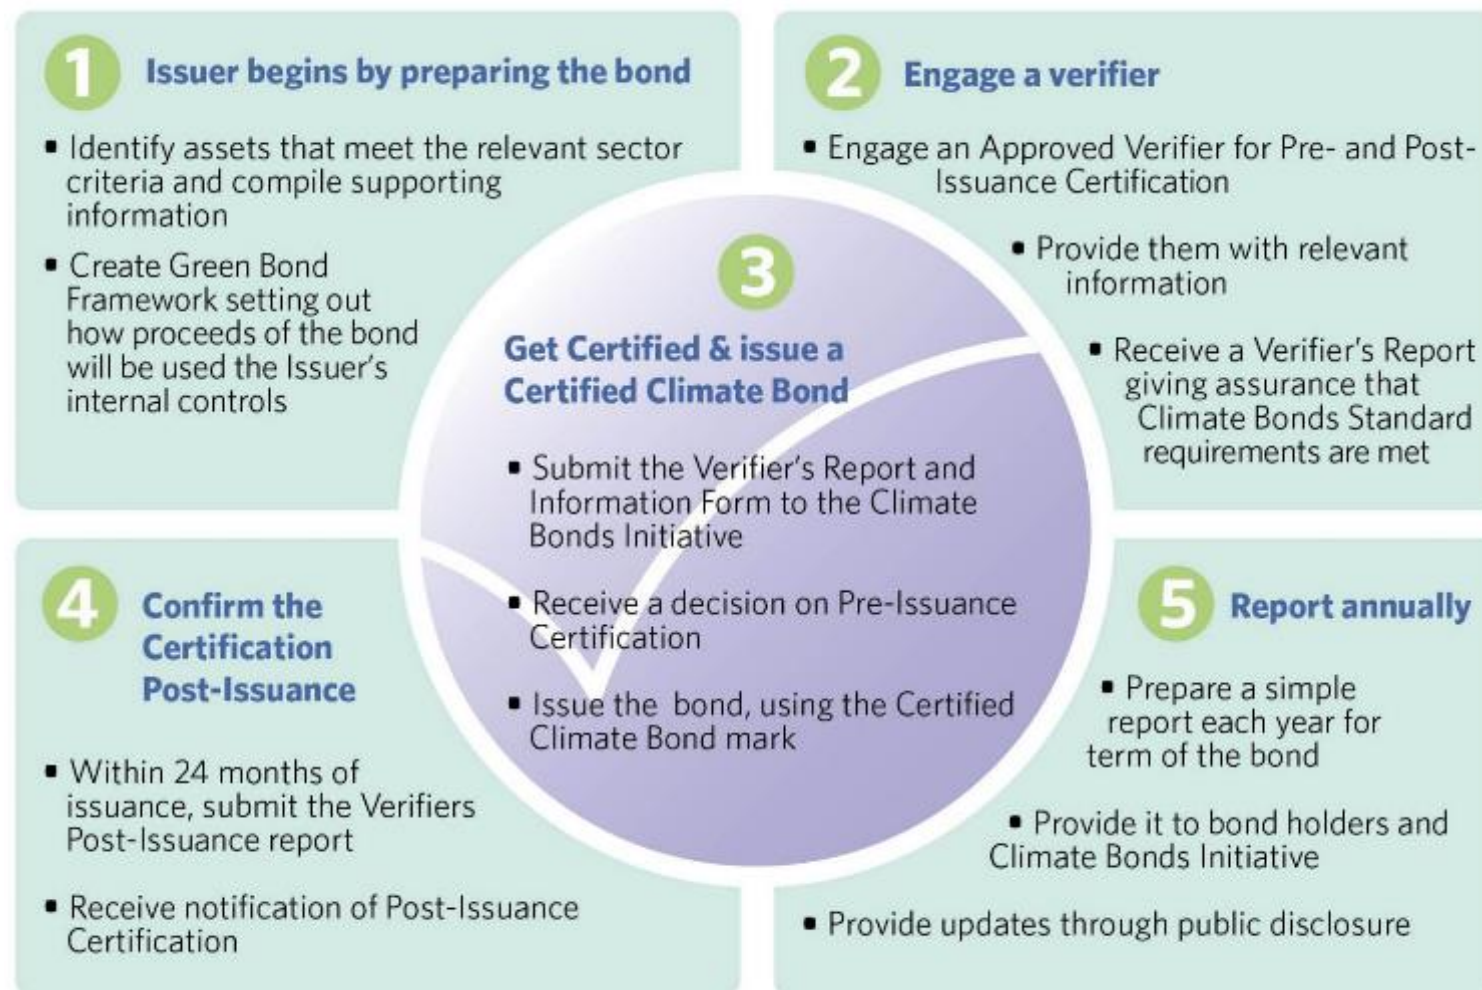 1
Issuer begins by preparing the bond
▪ Identify assets that meet the relevant sector
criteria and compile supporting
information
▪ Create Green Bond
Framework setting out
how proceeds of the bond
will be used the Issuer's
internal controls
2
Engage a verifier
▪ Engage an Approved Verifier for Pre- and Post-
Issuance Certification
▪ Provide them with relevant
information
▪ Receive a Verifier's Report
giving assurance that
Climate Bonds Standard
requirements are met
3
Get Certified & issue a
Certified Climate Bond
▪ Submit the Verifier's Report and
Information Form to the Climate
Bonds Initiative
▪ Receive a decision on Pre-Issuance
Certification
▪ Issue the bond, using the Certified
Climate Bond mark
4
Confirm the
Certification
Post-Issuance
▪ Within 24 months of
issuance, submit the Verifiers
Post-Issuance report
▪ Receive notification of Post-Issuance
Certification
5
Report annually
▪ Prepare a simple
report each year for
term of the bond
▪ Provide it to bond holders and
Climate Bonds Initiative
▪ Provide updates through public disclosure